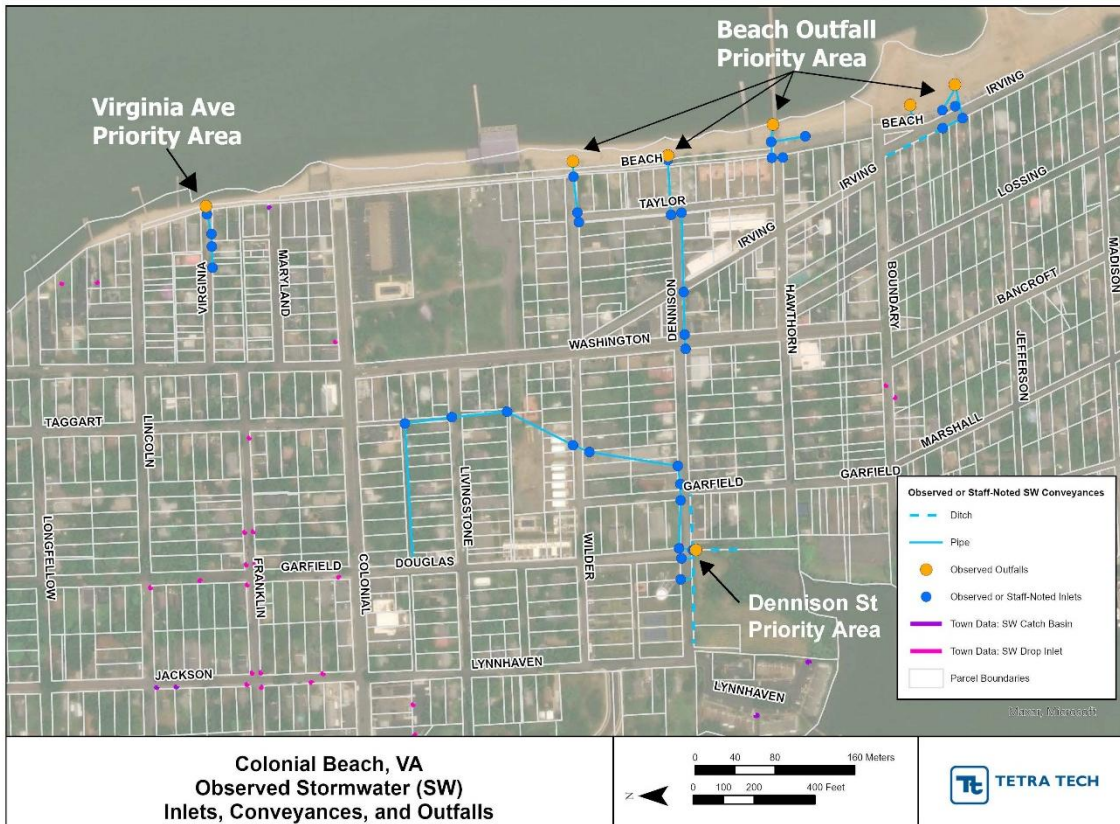 Beach Outfall
Priority Area
Virginia Ave
Priority Area
IRVING
BEACH
BEACH
TAYLOR
IRVING
LOSSING
IRVING
MADISON
VIRGINIA
MARYLAND
DENNISON
HAWTHORN
BOUNDARY
BANCROFT
WASHINGTON
JEFFERSON
TAGGART
LINCOLN
MARSHALL
LIVINGSTONE
GARFIELD
GARFIELD
LONGFELLOW
FRANKLIN
GARFIELD
COLONIAL
DOUGLAS
WILDER
Dennison St
Priority Area
JACKSON
LYNNHAVEN
LYNNHAVEN
Observed or Staff-Noted SW Conveyances
Ditch
Pipe
Observed Outfalls
Observed or Staff-Noted Inlets
Town Data: SW Catch Basin
Town Data: SW Drop Inlet
Parcel Boundaries
Maxar, Microsoft
Colonial Beach, VA
Observed Stormwater (SW)
Inlets, Conveyances, and Outfalls
N
0 40 80 160 Meters
0 100 200 400 Feet
Tt TETRA TECH